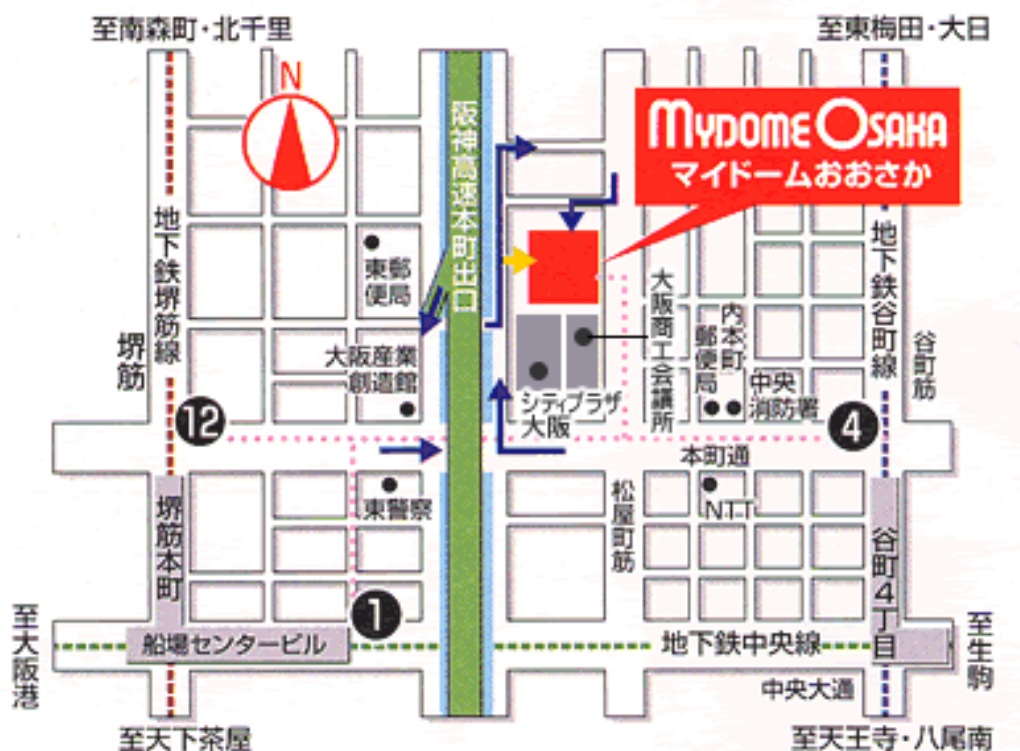 至南森町・北千里
至東梅田・大日
N
阪神高速本町出口
MYDOME OSAKA
マイドームおおさか
地下鉄堺筋線
堺筋
東郵
便局
大阪産業
創造館
シティプラザ
大阪
大阪商工会議所
内本町
郵便局
中央
消防署
地下鉄谷町線
谷町筋
12
4
本町通
東警察
松屋町筋
NTT
堺筋本町
谷町4丁目
1
至大阪港
船場センタービル
地下鉄中央線
至生駒
中央大通
至天下茶屋
至天王寺・八尾南